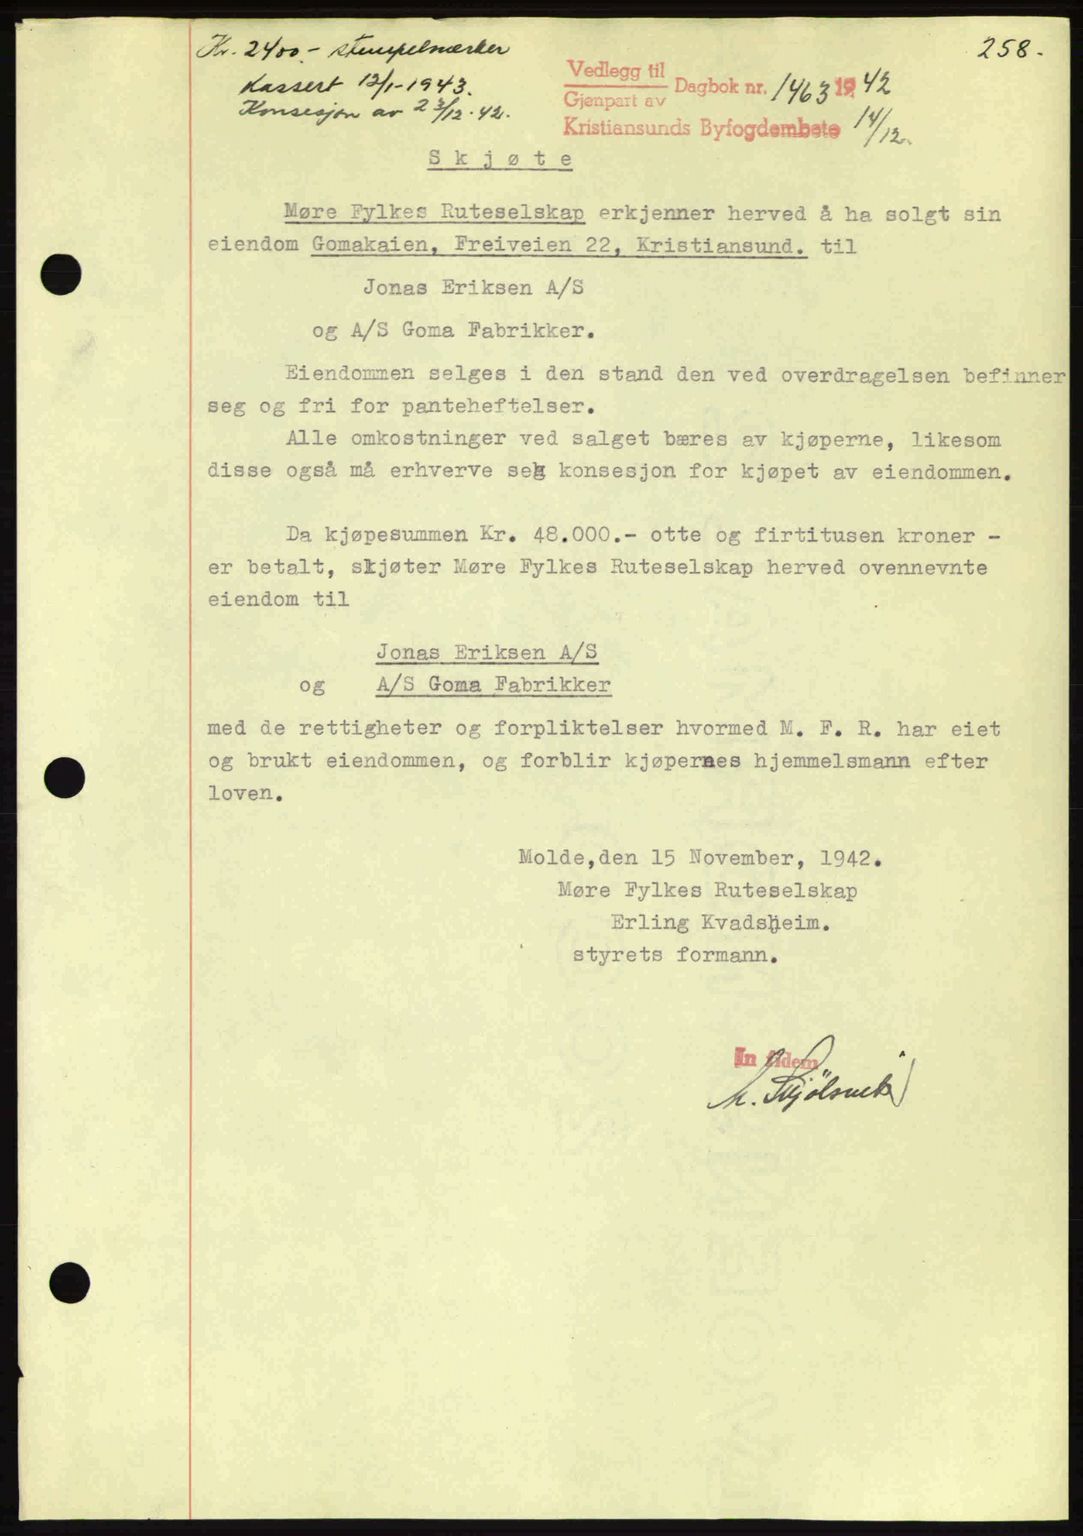 Kr. 2400.- stempelmerker
258.
kassert 12/1-1943.
Konsesjon av 23/12.42.
Vedlegg til
Gjenpart av
Dagbok nr. 1463 1942
Kristiansunds Byfogdembete 14/12.
Skjøte
Møre Fylkes Ruteselskap erkjenner herved å ha solgt sin
eiendom Gomakaien, Freiveien 22, Kristiansund. til
Jonas Eriksen A/S
og A/S Goma Fabrikker.
Eiendommen selges i den stand den ved overdragelsen befinner
seg og fri for panteheftelser.
Alle omkostninger ved salget bæres av kjøperne, likesom
disse også må erhverve seg konsesjon for kjøpet av eiendommen.
Da kjøpesummen Kr. 48.000.- otte og firtitusen kroner -
er betalt, skjøter Møre Fylkes Ruteselskap herved ovennevnte
eiendom til
Jonas Eriksen A/S
og A/S Goma Fabrikker
med de rettigheter og forpliktelser hvormed M. F. R. har eiet
og brukt eiendommen, og forblir kjøpernes hjemmelsmann efter
loven.
Molde,den 15 November, 1942.
Møre Fylkes Ruteselskap
Erling Kvadsheim.
styrets formann.
In fidem